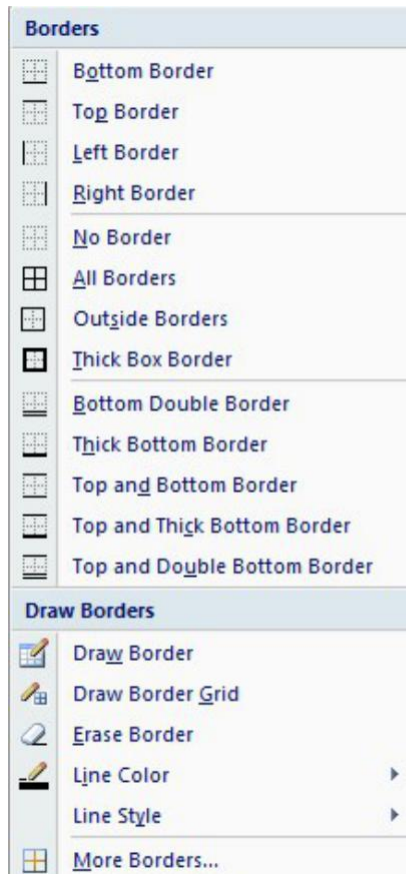 Borders
Bottom Border
Top Border
Left Border
Right Border
No Border
All Borders
Outside Borders
Thick Box Border
Bottom Double Border
Thick Bottom Border
Top and Bottom Border
Top and Thick Bottom Border
Top and Double Bottom Border
Draw Borders
Draw Border
Draw Border Grid
Erase Border
Line Color
Line Style
More Borders...